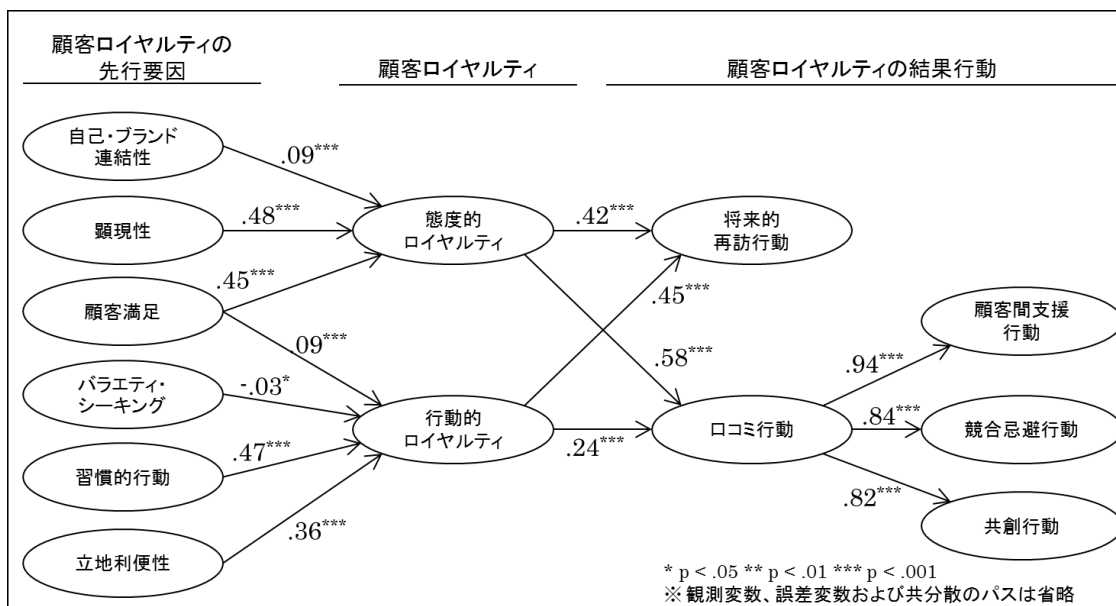 顧客ロイヤルティの
先行要因
顧客ロイヤルティ
顧客ロイヤルティの結果行動
自己・ブランド
連結性
.09***
顕現性
.48***
態度的
ロイヤルティ
.42***
将来的
再訪行動
顧客満足
.45***
.09***
.45***
顧客間支援
行動
バラエティ・
シーキング
-.03*
.58***
.94***
行動的
ロイヤルティ
.24***
口コミ行動
.84***
競合忌避行動
習慣的行動
.47***
.82***
立地利便性
.36***
共創行動
* p < .05 ** p < .01 *** p < .001
※ 観測変数、誤差変数および共分散のパスは省略